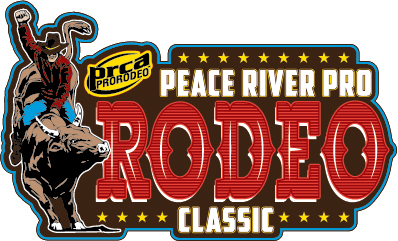 prca
PRORODEO
PEACE RIVER PRO
RODEO
CLASSIC